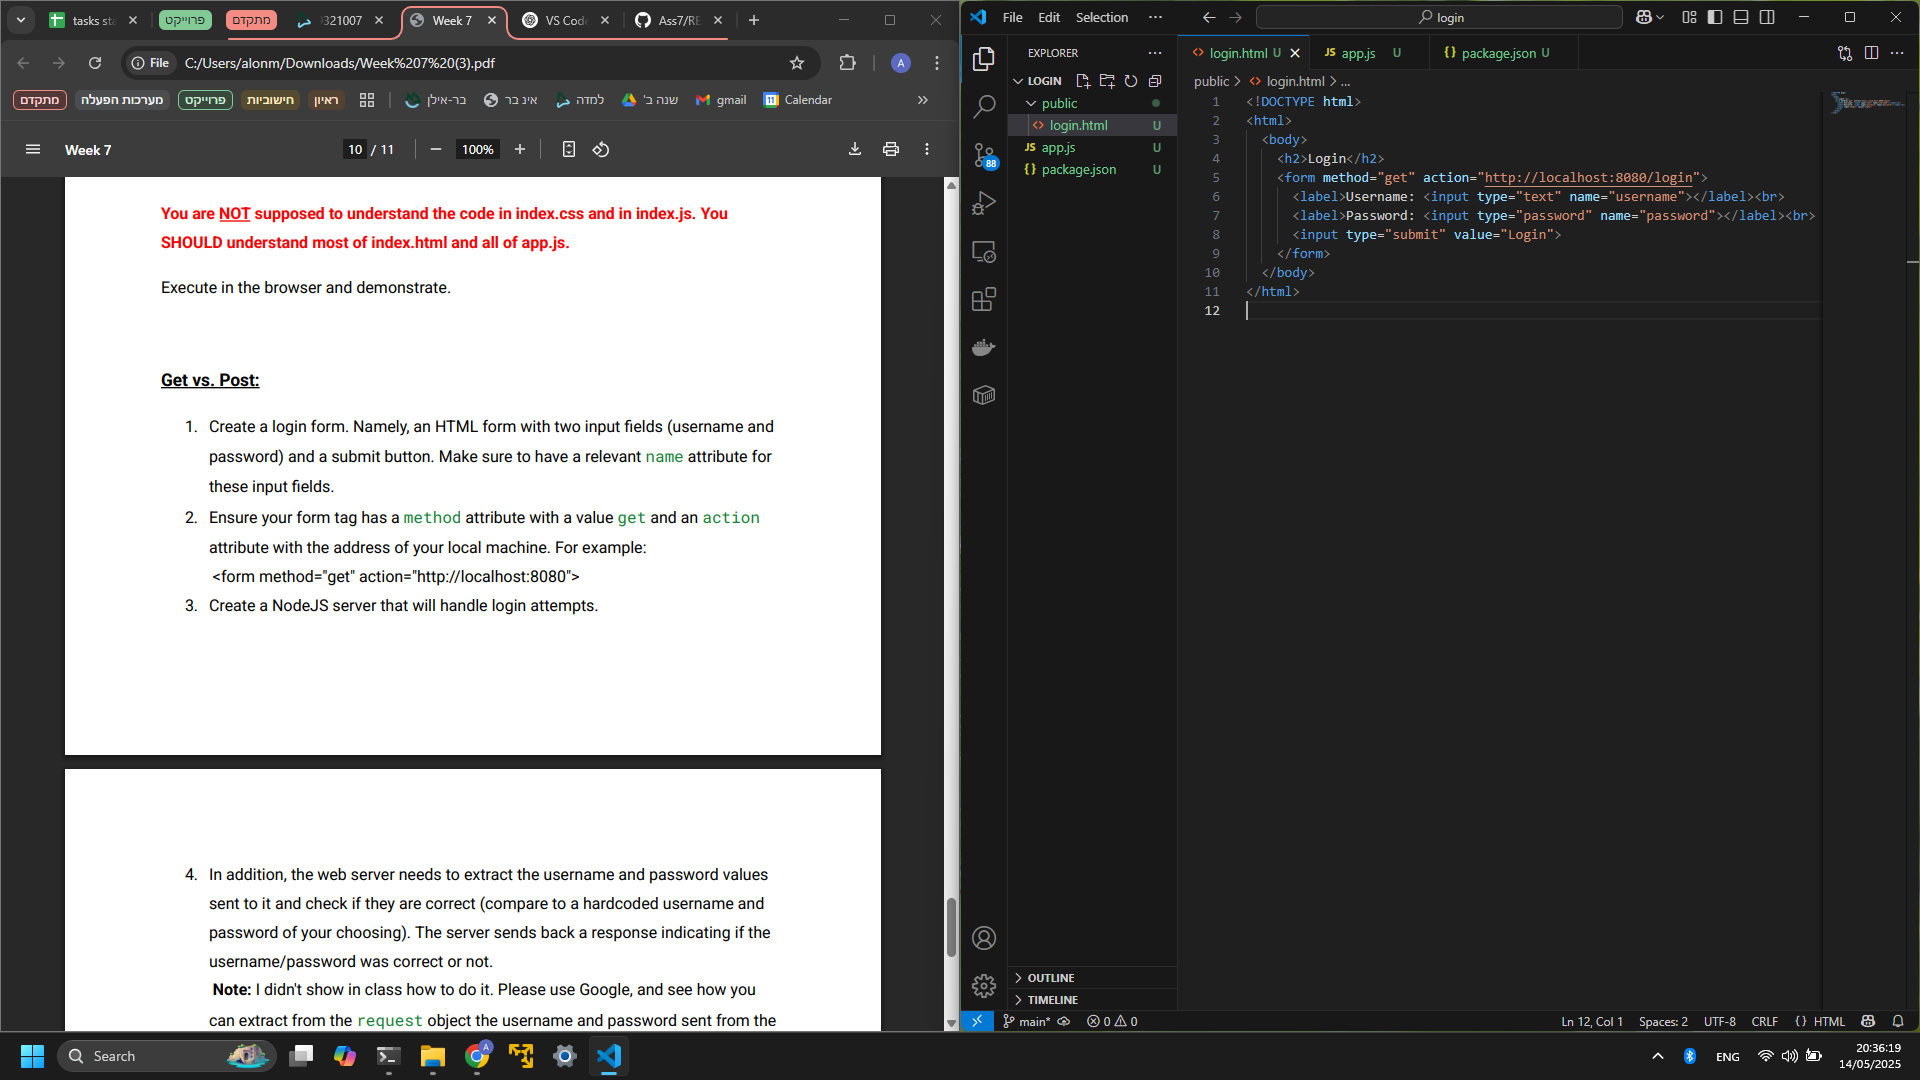 tasks sta
פרוייקט
מתקדם
321007
Week 7
VS Cod
Ass7/RE
File
C:/Users/alonm/Downloads/Week%207%20(3).pdf
A
מתקדם
מערכות הפעלה
פרוייקט
חישוביות
ראיון
בר-אילן
אינ בר
למדה
שנה ב'
gmail
Calendar
Week 7
10 / 11
100%
You are NOT supposed to understand the code in index.css and in index.js. You
SHOULD understand most of index.html and all of app.js.
Execute in the browser and demonstrate.
Get vs. Post:
1. Create a login form. Namely, an HTML form with two input fields (username and
password) and a submit button. Make sure to have a relevant name attribute for
these input fields.
2. Ensure your form tag has a method attribute with a value get and an action
attribute with the address of your local machine. For example:
<form method="get" action="http://localhost:8080">
3. Create a NodeJS server that will handle login attempts.
4. In addition, the web server needs to extract the username and password values
sent to it and check if they are correct (compare to a hardcoded username and
password of your choosing). The server sends back a response indicating if the
username/password was correct or not.
Note: I didn't show in class how to do it. Please use Google, and see how you
can extract from the request object the username and password sent from the
File Edit Selection
login
EXPLORER
LOGIN
public
login.html U
JS app.js U
{} package.json U
88
login.html U
JS app.js U
{} package.json U
public > login.html > ...
1 <!DOCTYPE html>
2 <html>
3 <body>
4 <h2>Login</h2>
5 <form method="get" action="http://localhost:8080/login">
6 <label>Username: <input type="text" name="username"></label><br>
7 <label>Password: <input type="password" name="password"></label><br>
8 <input type="submit" value="Login">
9 </form>
10 </body>
11 </html>
12
OUTLINE
TIMELINE
main*
0 0
Ln 12, Col 1
Spaces: 2
UTF-8
CRLF
{} HTML
Search
A
ENG
20:36:19
14/05/2025